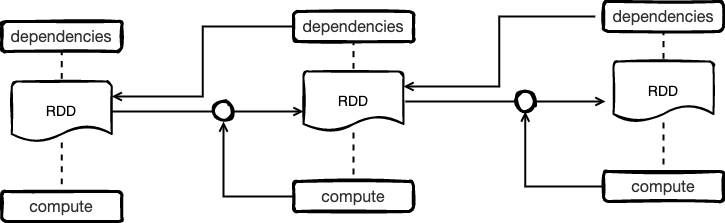 dependencies
RDD
compute
dependencies
RDD
compute
dependencies
RDD
compute